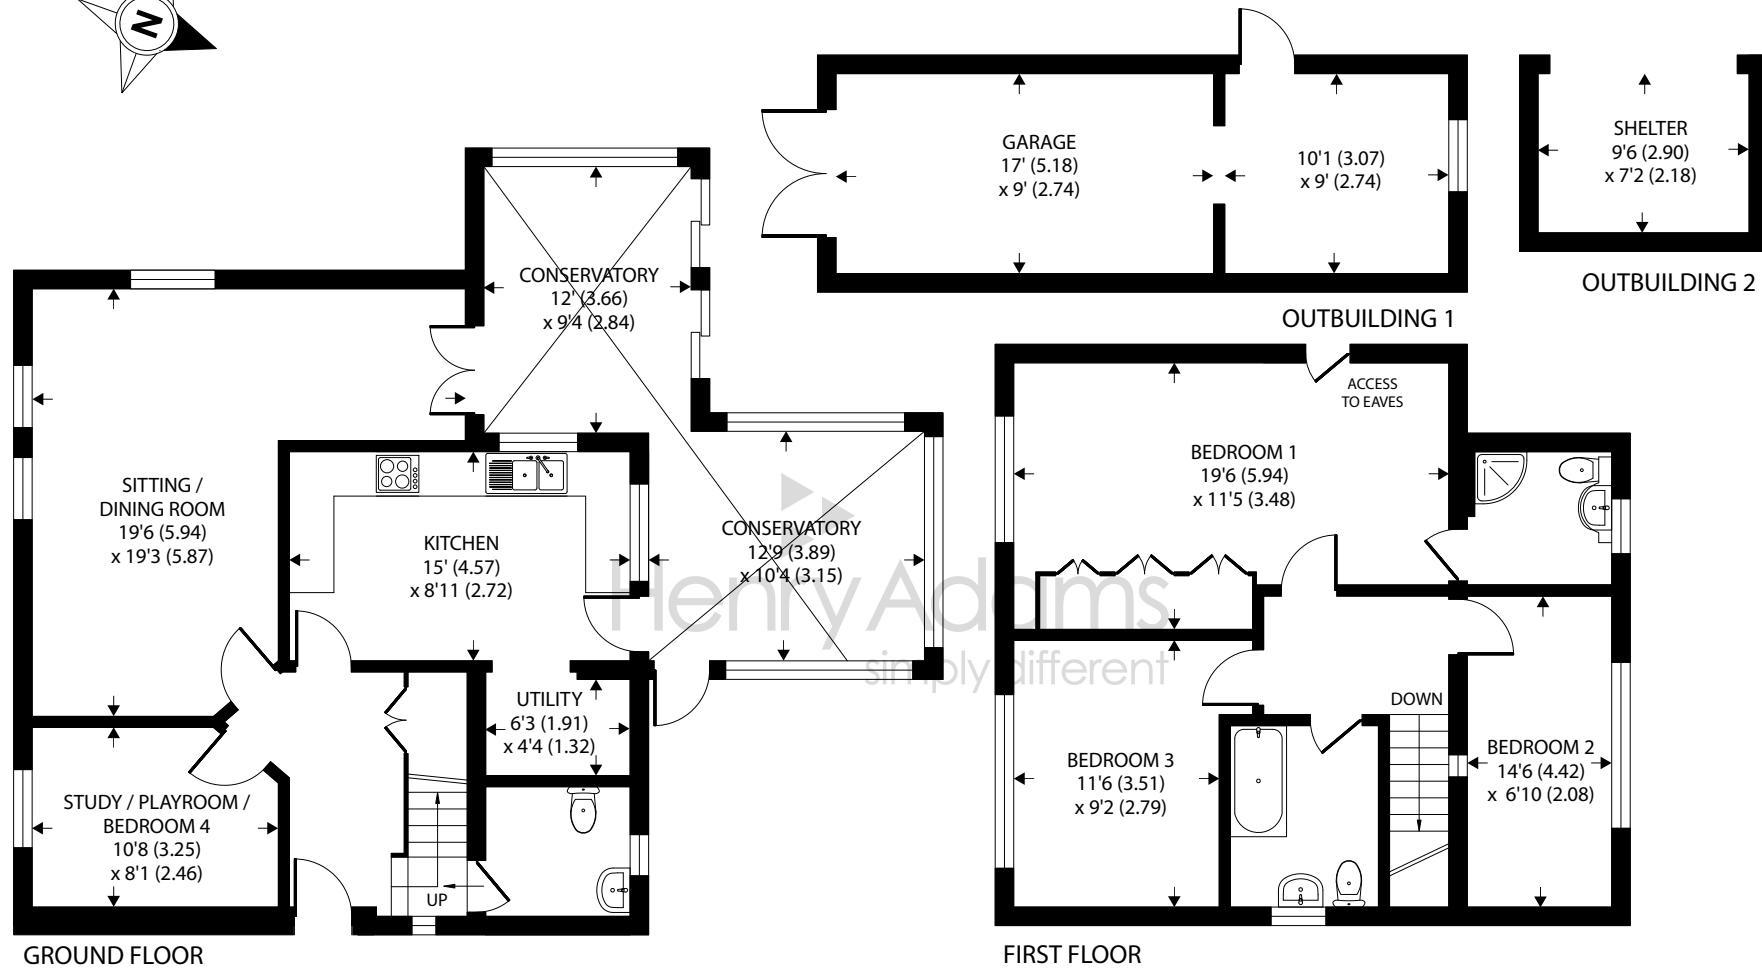 N
GARAGE
17' (5.18)
x 9' (2.74)
10'1 (3.07)
x 9' (2.74)
SHELTER
9'6 (2.90)
x 7'2 (2.18)
OUTBUILDING 2
OUTBUILDING 1
CONSERVATORY
12' (3.66)
x 9'4 (2.84)
SITTING /
DINING ROOM
19'6 (5.94)
x 19'3 (5.87)
KITCHEN
15' (4.57)
x 8'11 (2.72)
CONSERVATORY
12'9 (3.89)
x 10'4 (3.15)
UTILITY
6'3 (1.91)
x 4'4 (1.32)
STUDY / PLAYROOM /
BEDROOM 4
10'8 (3.25)
x 8'1 (2.46)
UP
GROUND FLOOR
Henry Adams
simply different
ACCESS
TO EAVES
BEDROOM 1
19'6 (5.94)
x 11'5 (3.48)
DOWN
BEDROOM 3
11'6 (3.51)
x 9'2 (2.79)
BEDROOM 2
14'6 (4.42)
x 6'10 (2.08)
FIRST FLOOR